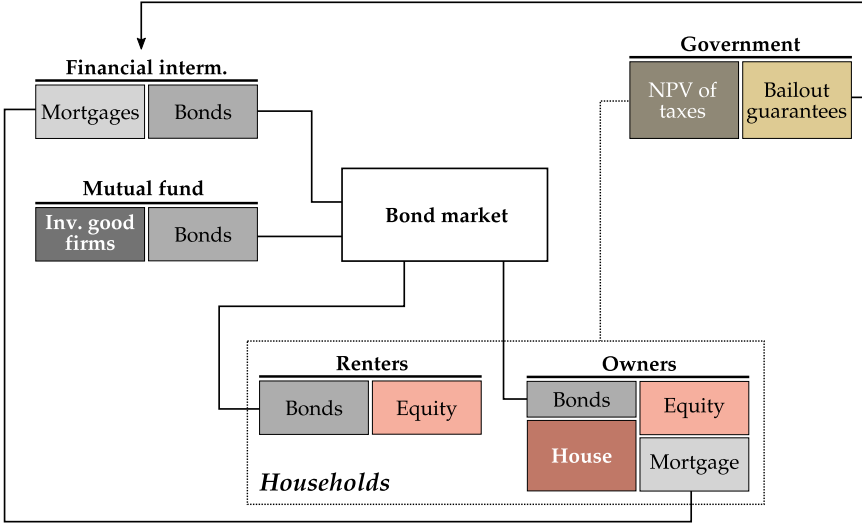 Government
Financial interm.
NPV of
taxes
Bailout
guarantees
Mortgages
Bonds
Mutual fund
Inv. good
firms
Bonds
Bond market
Renters
Owners
Bonds
Equity
Bonds
Equity
House
Mortgage
Households